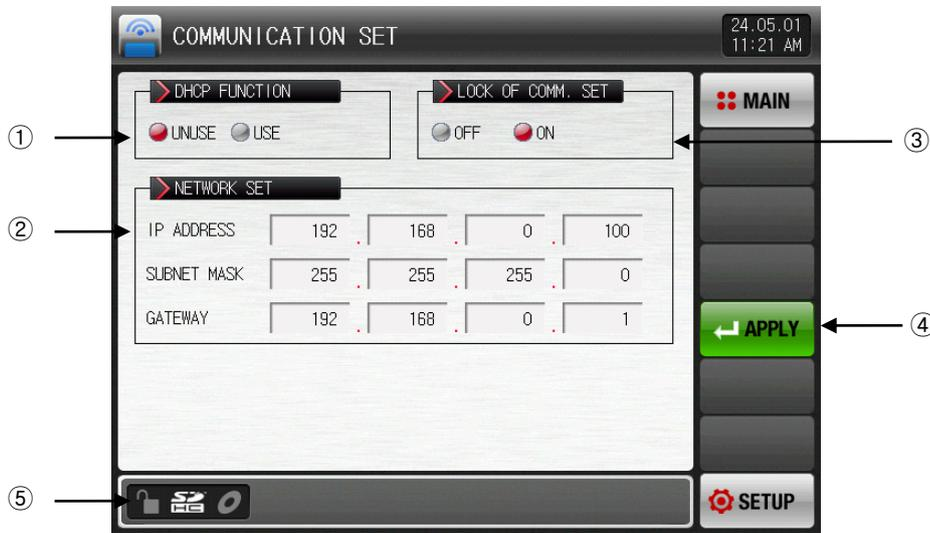 COMMUNICATION SET
24.05.01
11:21 AM
DHCP FUNCTION
LOCK OF COMM. SET
MAIN
①
UNUSE USE
OFF ON
③
NETWORK SET
②
IP ADDRESS 192 . 168 . 0 . 100
SUBNET MASK 255 . 255 . 255 . 0
GATEWAY 192 . 168 . 0 . 1
APPLY
④
⑤
SDHC
SETUP